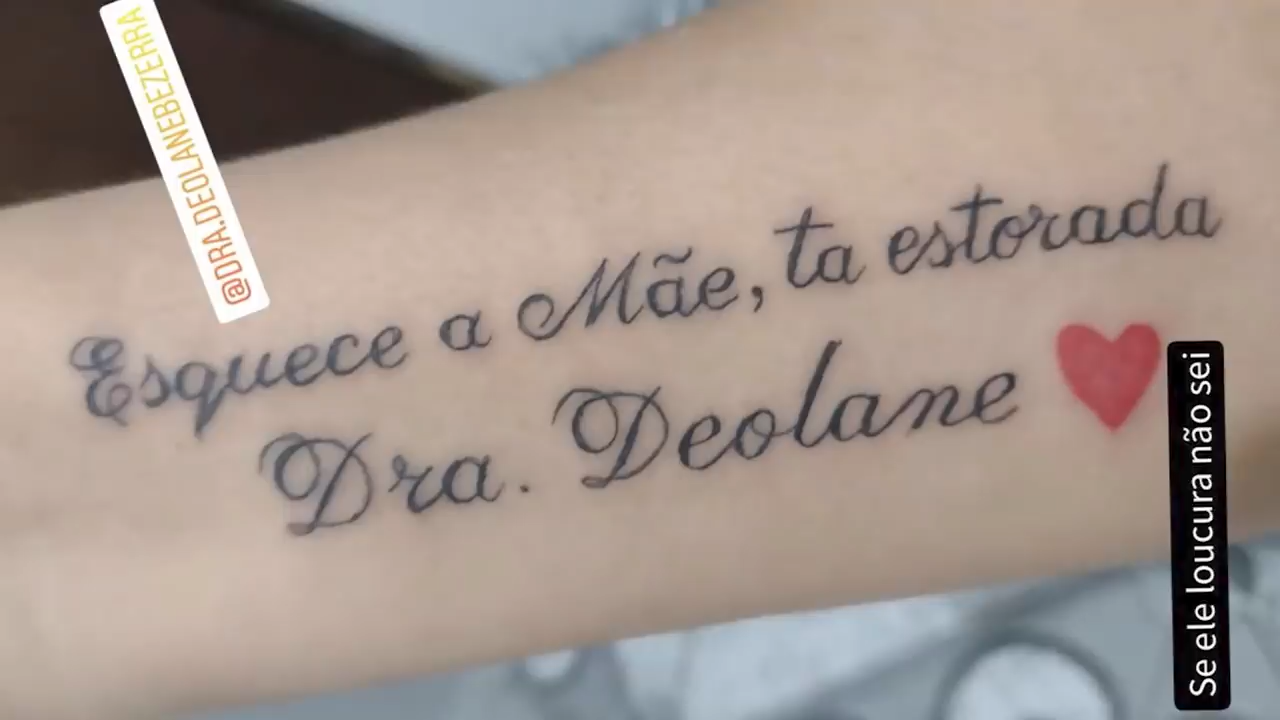 @DRA.DEOLANEBEZERRA
Esquece a Mãe, ta estorada
Dra. Deolane
Se ele loucura não sei